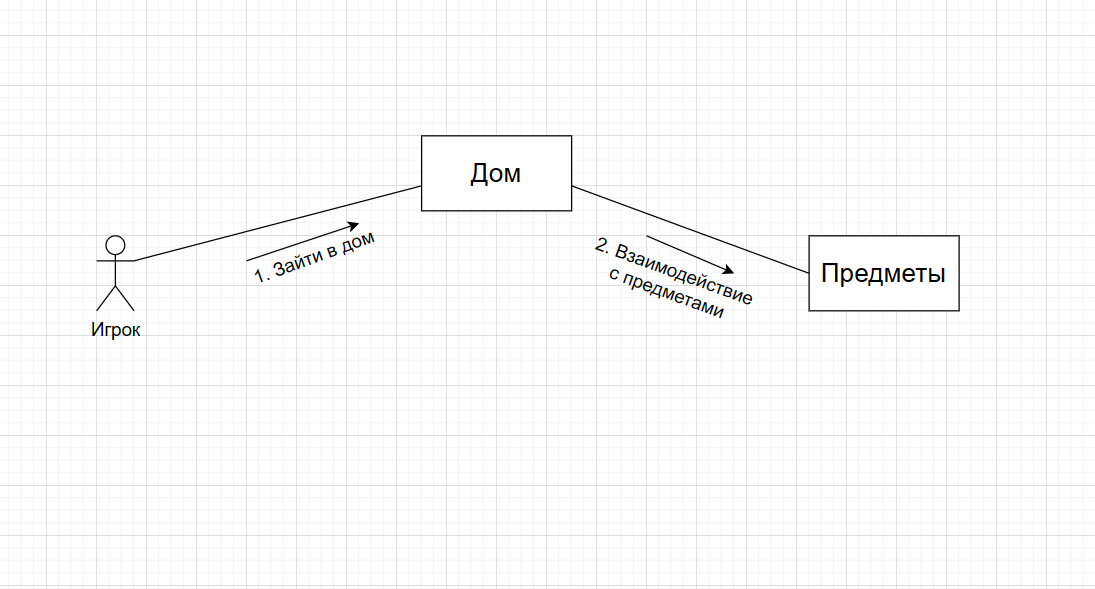 Дом
1. Зайти в дом
2. Взаимодействие
с предметами
Предметы
Игрок